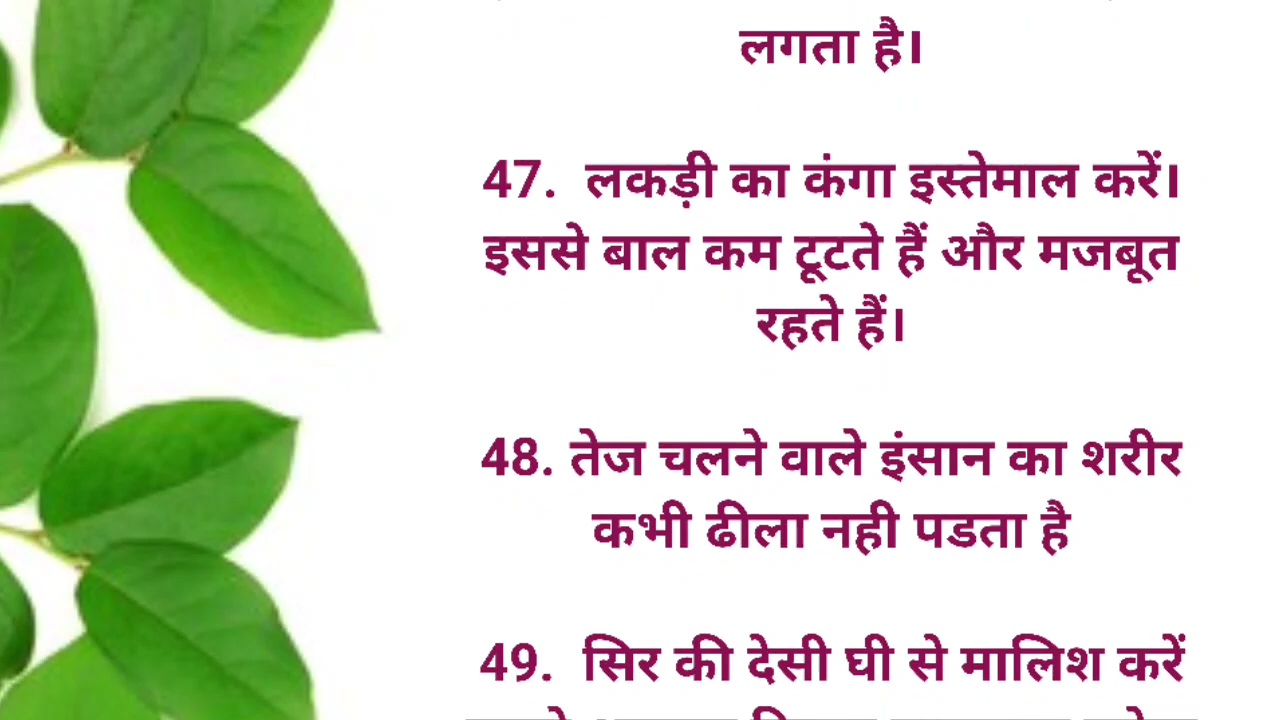 लगता है।
47. लकड़ी का कंगा इस्तेमाल करें।
इससे बाल कम टूटते हैं और मजबूत
रहते हैं।
48. तेज चलने वाले इंसान का शरीर
कभी ढीला नही पडता है
49. सिर की देसी घी से मालिश करें